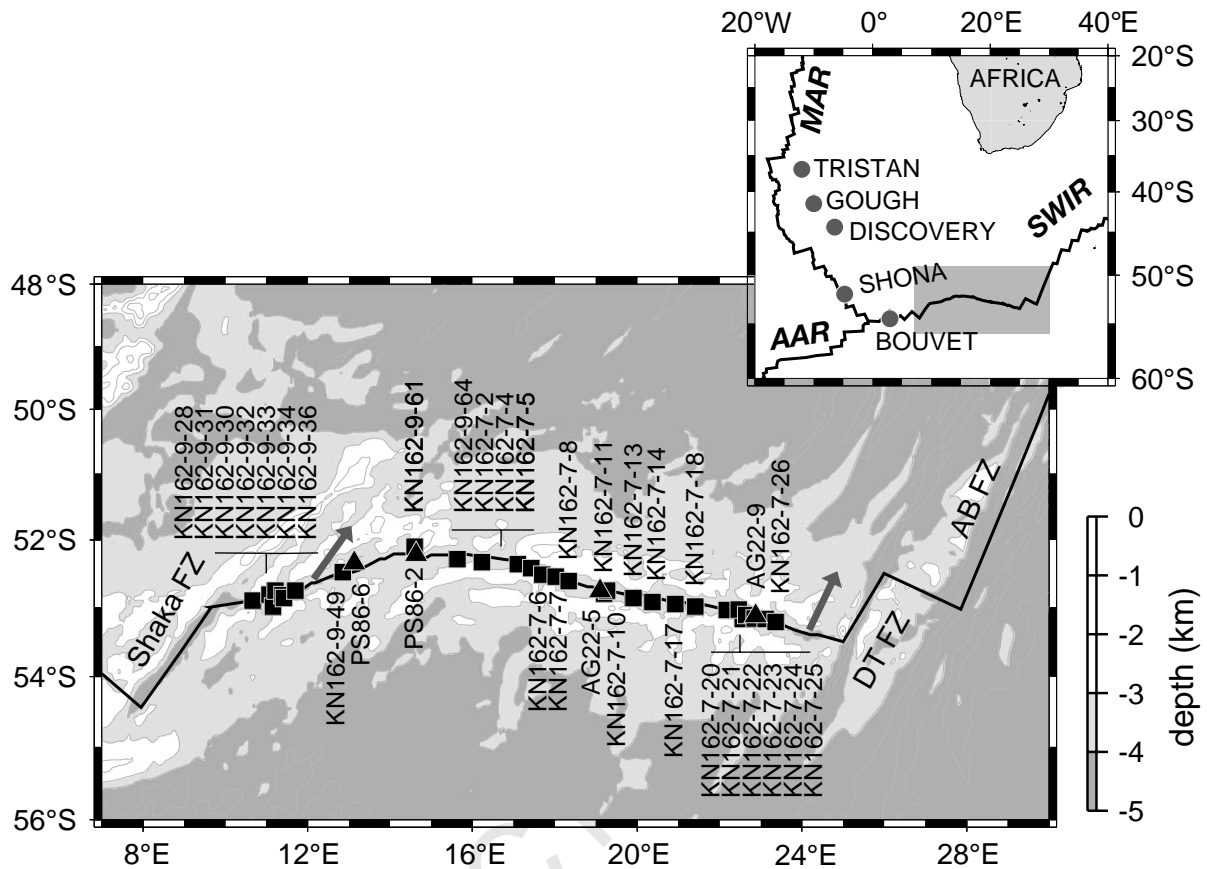 20°W 0° 20°E 40°E
20°S
30°S
40°S
50°S
60°S
AFRICA
MAR
TRISTAN
GOUGH
DISCOVERY
SWIR
SHONA
AAR
BOUVET
48°S
50°S
52°S
54°S
56°S
8°E 12°E 16°E 20°E 24°E 28°E
KN162-9-28
KN162-9-31
KN162-9-30
KN162-9-32
KN162-9-33
KN162-9-34
KN162-9-36
KN162-9-61
KN162-9-64
KN162-7-2
KN162-7-4
KN162-7-5
KN162-7-8
KN162-7-11
KN162-7-13
KN162-7-14
KN162-7-18
AG22-9
KN162-7-26
Shaka FZ
KN162-9-49
PS86-6
PS86-2
KN162-7-6
KN162-7-7
AG22-5
KN162-7-10
KN162-7-17
KN162-7-20
KN162-7-21
KN162-7-22
KN162-7-23
KN162-7-24
KN162-7-25
DT FZ
AB FZ
0
-1
-2
-3
-4
-5
depth (km)